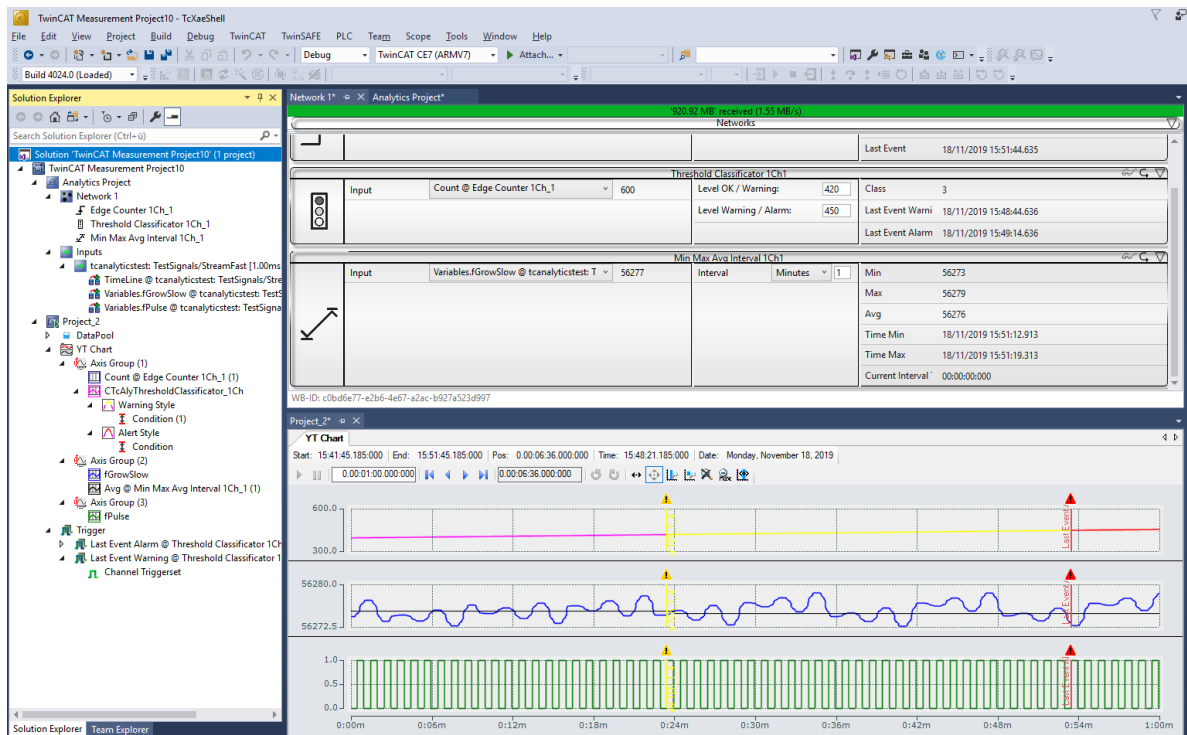 TwinCAT Measurement Project10 - TcXaeShell
File Edit View Project Build Debug TwinCAT TwinSAFE PLC Team Scope Tools Window Help
Debug TwinCAT CE7 (ARMV7) Attach...
Build 4024.0 (Loaded)
Solution Explorer
Search Solution Explorer (Ctrl+ü)
Solution 'TwinCAT Measurement Project10' (1 project)
TwinCAT Measurement Project10
Analytics Project
Network 1
Edge Counter 1Ch_1
Threshold Classificator 1Ch_1
Min Max Avg Interval 1Ch_1
Inputs
tcanalyticstest: TestSignals/StreamFast [1.00ms
TimeLine @ tcanalyticstest: TestSignals/Stre
Variables.fGrowSlow @ tcanalyticstest: TestS
Variables.fPulse @ tcanalyticstest: TestSigna
Project_2
DataPool
YT Chart
Axis Group (1)
Count @ Edge Counter 1Ch_1 (1)
CTcAlyThresholdClassificator_1Ch
Warning Style
Condition (1)
Alert Style
Condition
Axis Group (2)
fGrowSlow
Avg @ Min Max Avg Interval 1Ch_1 (1)
Axis Group (3)
fPulse
Trigger
Last Event Alarm @ Threshold Classificator 1Ch
Last Event Warning @ Threshold Classificator 1
Channel Triggerset
Solution Explorer Team Explorer
Network 1* Analytics Project*
'920.92 MB' received (1.55 MB/s)
Networks
Last Event 18/11/2019 15:51:44.635
Threshold Classificator 1Ch1
Input Count @ Edge Counter 1Ch_1 600 Level OK / Warning: 420 Class 3
Level Warning / Alarm: 450 Last Event Warni 18/11/2019 15:48:44.636
Last Event Alarm 18/11/2019 15:49:14.636
Min Max Avg Interval 1Ch1
Input Variables.fGrowSlow @ tcanalyticstest: T 56277 Interval Minutes 1 Min 56273
Max 56279
Avg 56276
Time Min 18/11/2019 15:51:12.913
Time Max 18/11/2019 15:51:19.313
Current Interval 00:00:00:000
WB-ID: c0bd6e77-e2b6-4e67-a2ac-b927a523d997
Project_2*
YT Chart
Start: 15:41:45.185:000 End: 15:51:45.185:000 Pos: 0.00:06:36.000:000 Time: 15:48:21.185:000 Date: Monday, November 18, 2019
0.00:01:00.000:000 0.00:06:36.000:000
600.0
300.0
Last Event
56280.0
56272.5
Last Event
1.0
0.5
0.0
0:00m 0:06m 0:12m 0:18m 0:24m 0:30m 0:36m 0:42m 0:48m 0:54m 1:00m